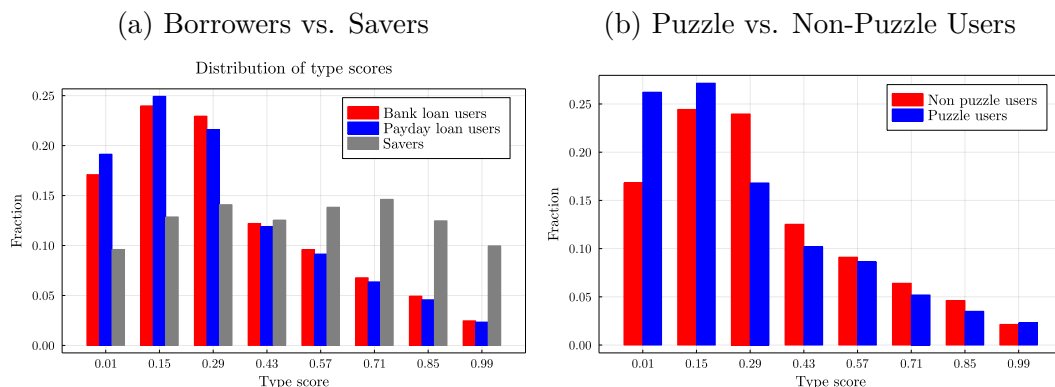 (a) Borrowers vs. Savers
Distribution of type scores
Bank loan users
Payday loan users
Savers
Fraction
0.25
0.20
0.15
0.10
0.05
0.00
0.01 0.15 0.29 0.43 0.57 0.71 0.85 0.99
Type score
(b) Puzzle vs. Non-Puzzle Users
Non puzzle users
Puzzle users
Fraction
0.25
0.20
0.15
0.10
0.05
0.00
0.01 0.15 0.29 0.43 0.57 0.71 0.85 0.99
Type score